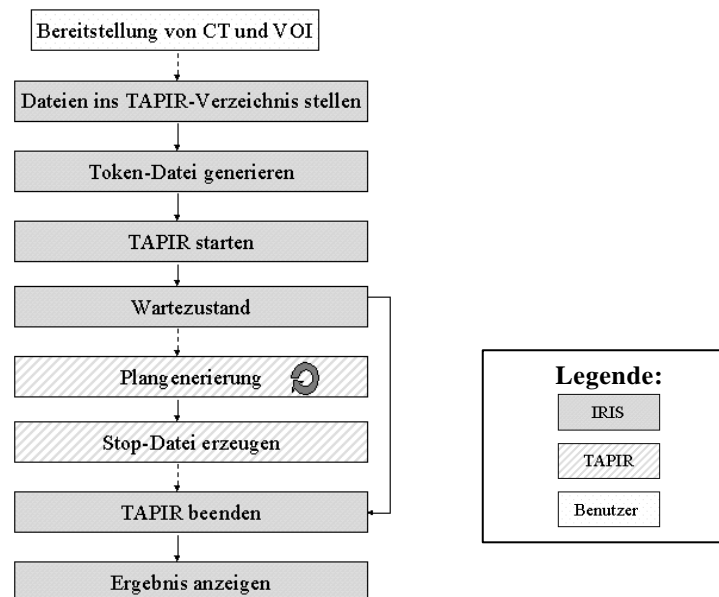 Bereitstellung von CT und VOI
Dateien ins TAPIR-Verzeichnis stellen
Token-Datei generieren
TAPIR starten
Wartezustand
Plangenerierung
Stop-Datei erzeugen
TAPIR beenden
Ergebnis anzeigen
Legende:
IRIS
TAPIR
Benutzer